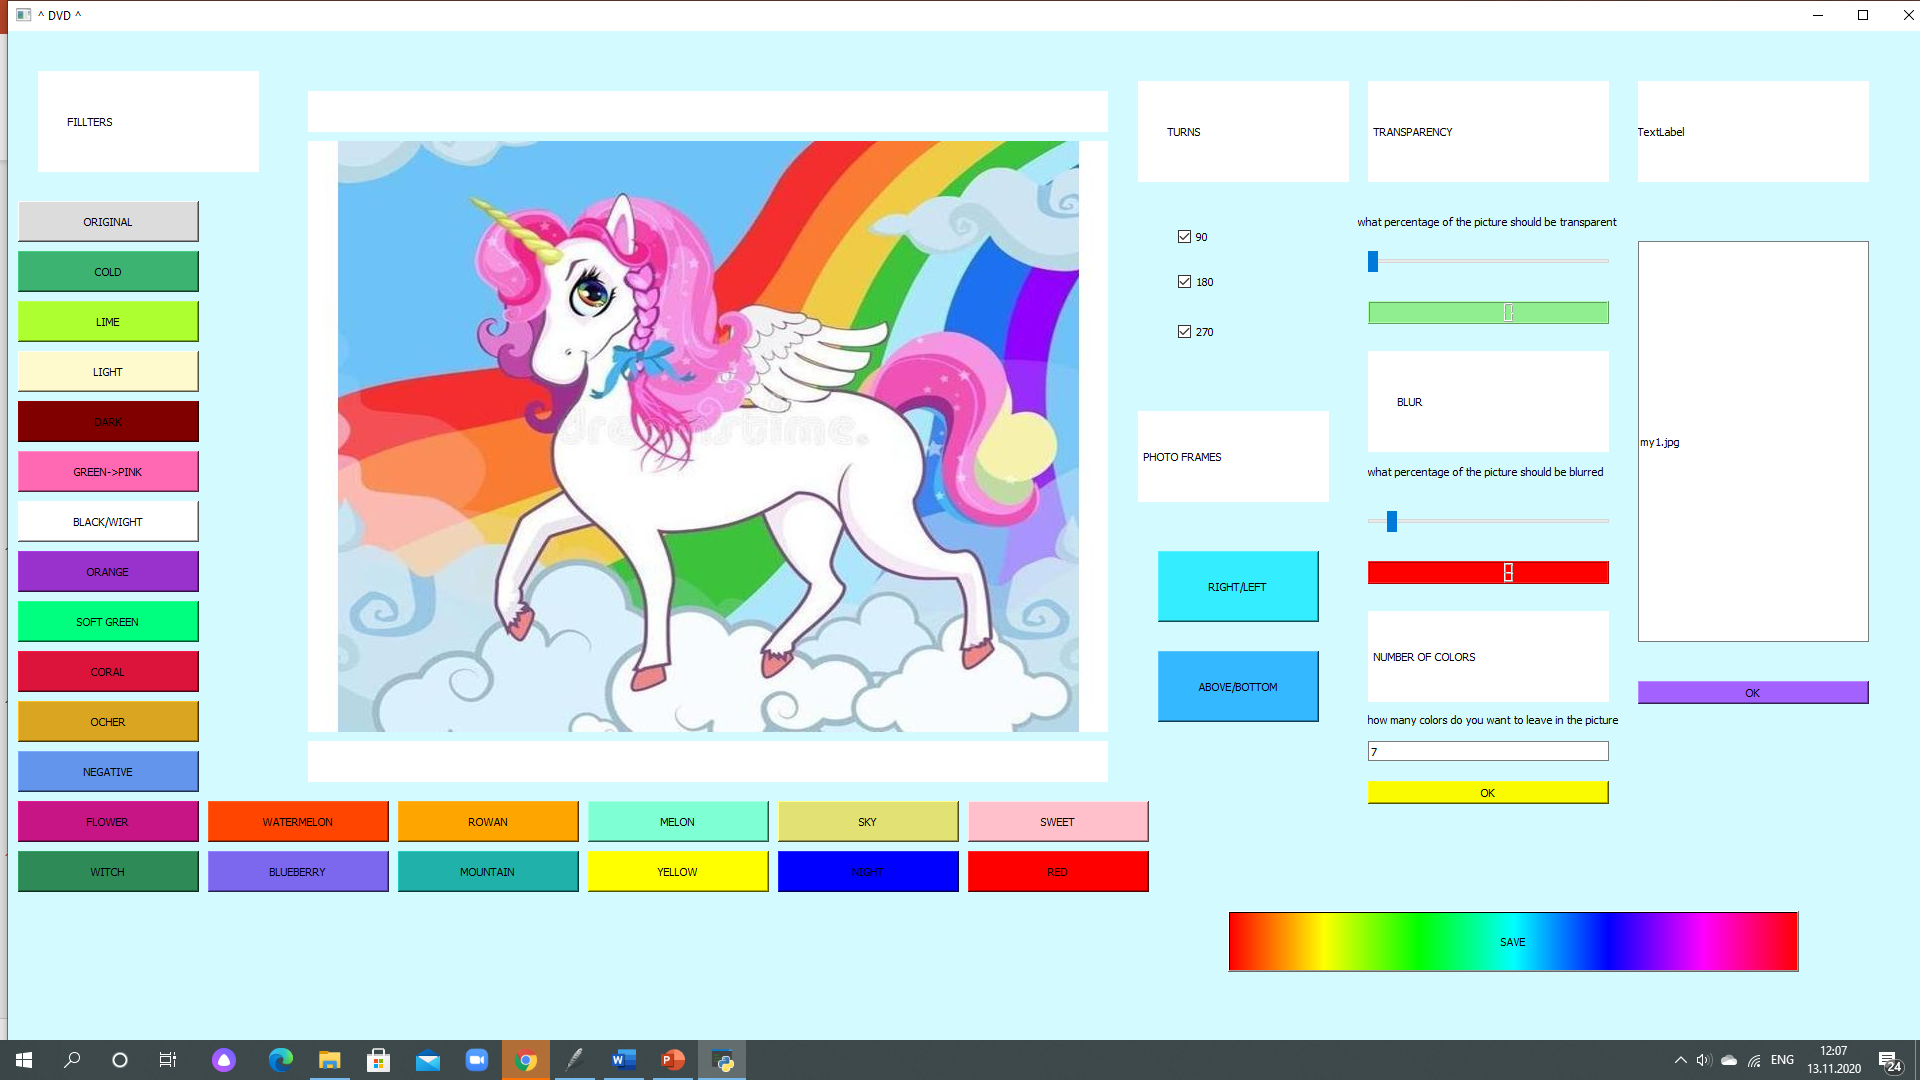 ^ DVD ^
FILLTERS
ORIGINAL
COLD
LIME
LIGHT
DARK
GREEN->PINK
BLACK/WIGHT
ORANGE
SOFT GREEN
CORAL
OCHER
NEGATIVE
FLOWER
WATERMELON
ROWAN
MELON
SKY
SWEET
WITCH
BLUEBERRY
MOUNTAIN
YELLOW
NIGHT
RED
dreamstime.
TURNS
90
180
270
PHOTO FRAMES
RIGHT/LEFT
ABOVE/BOTTOM
TRANSPARENCY
what percentage of the picture should be transparent
0
BLUR
what percentage of the picture should be blurred
8
NUMBER OF COLORS
how many colors do you want to leave in the picture
7
OK
TextLabel
my1.jpg
OK
SAVE
ENG
12:07
13.11.2020
24